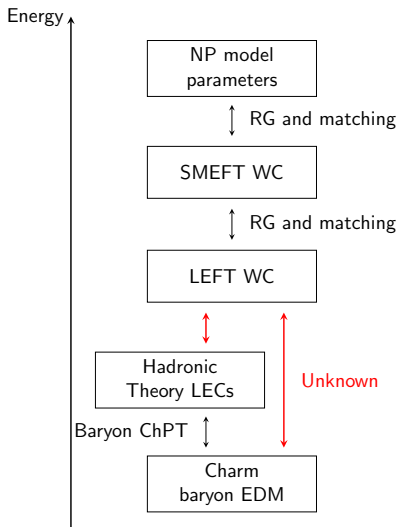 Energy
NP model
parameters
RG and matching
SMEFT WC
RG and matching
LEFT WC
Hadronic
Theory LECs
Unknown
Baryon ChPT
Charm
baryon EDM